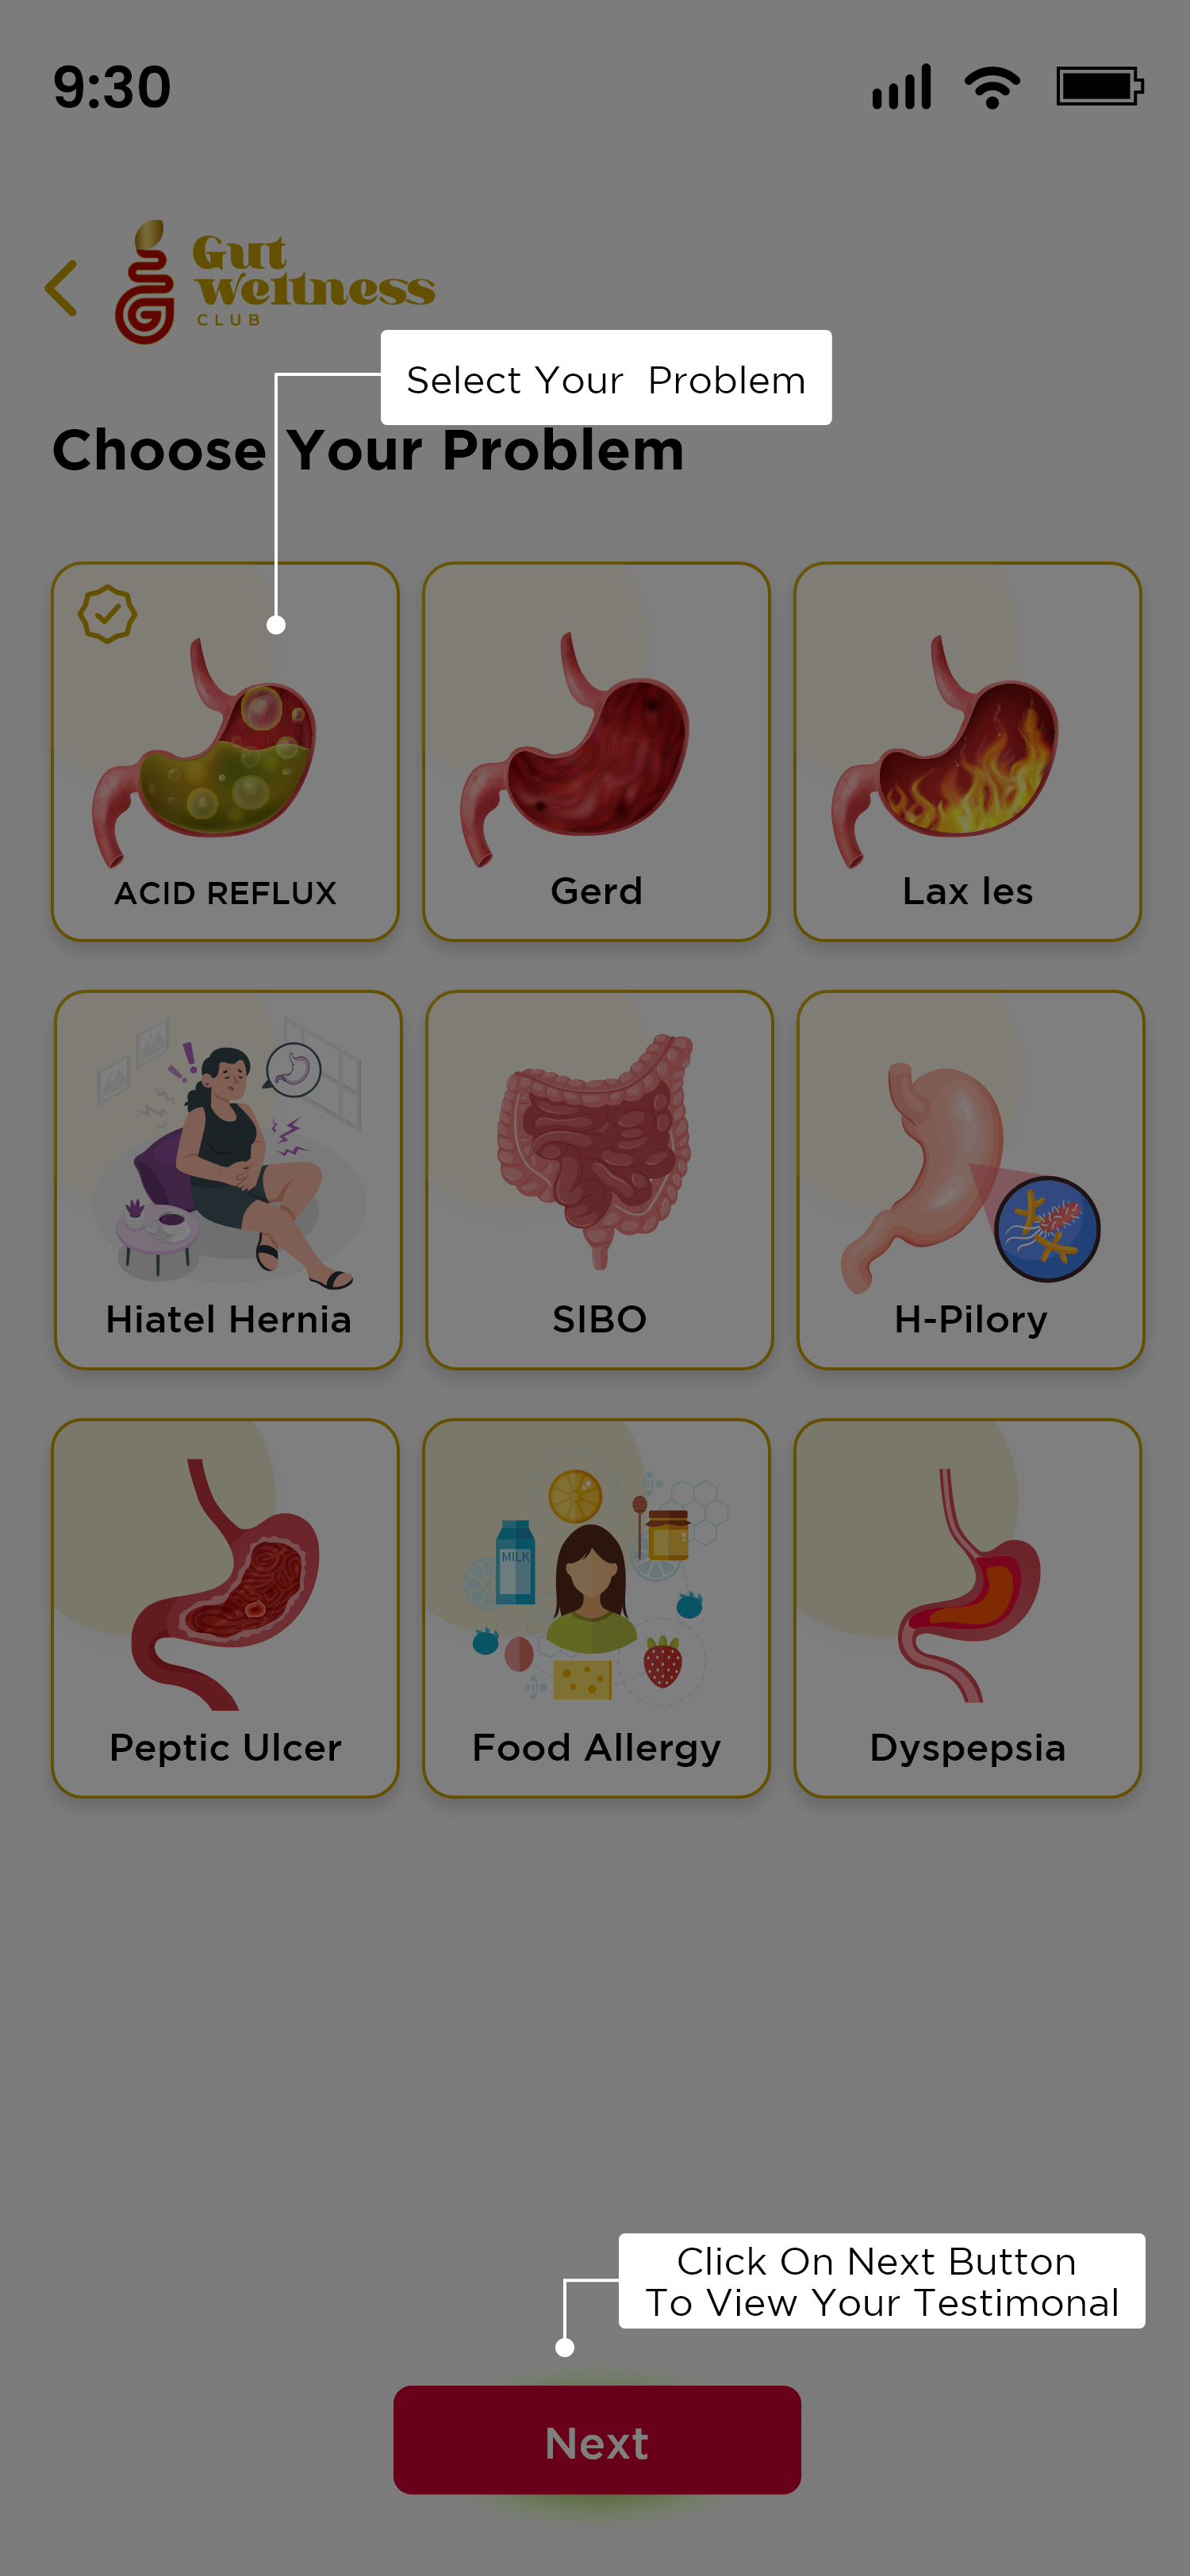 9:30
Gut
wellness
CLUB
Select Your Problem
Choose Your Problem
ACID REFLUX
Gerd
Lax les
Hiatel Hernia
SIBO
H-Pilory
MILK
Peptic Ulcer
Food Allergy
Dyspepsia
Click On Next Button
To View Your Testimonal
Next